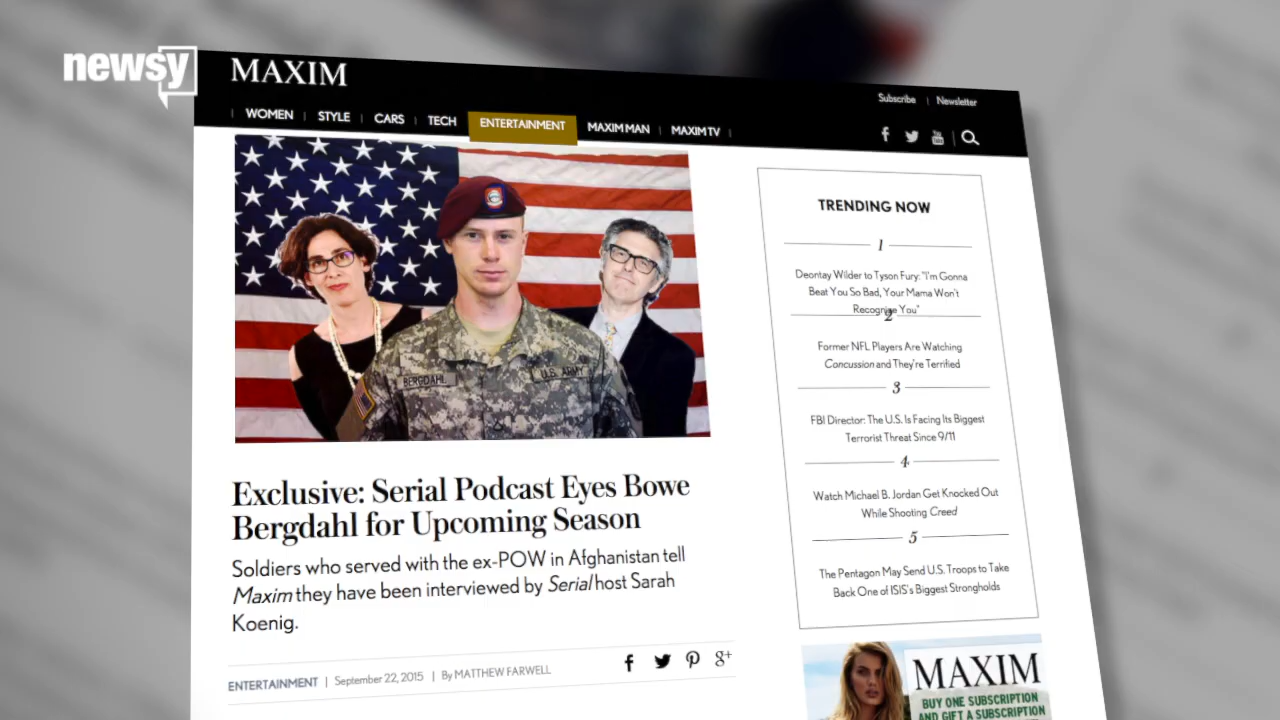 newsy
MAXIM
Subscribe | Newsletter
WOMEN | STYLE | CARS | TECH | ENTERTAINMENT | MAXIM MAN | MAXIM TV |
BERGDAHL
U.S. ARMY
Exclusive: Serial Podcast Eyes Bowe
Bergdahl for Upcoming Season
Soldiers who served with the ex-POW in Afghanistan tell
Maxim they have been interviewed by Serial host Sarah
Koenig.
ENTERTAINMENT | September 22, 2015 | By MATTHEW FARWELL
TRENDING NOW
1
Deontay Wilder to Tyson Fury: "I'm Gonna
Beat You So Bad, Your Mama Won't
Recognize You"
2
Former NFL Players Are Watching
Concussion and They're Terrified
3
FBI Director: The U.S. Is Facing Its Biggest
Terrorist Threat Since 9/11
4
Watch Michael B. Jordan Get Knocked Out
While Shooting Creed
5
The Pentagon May Send U.S. Troops to Take
Back One of ISIS's Biggest Strongholds
MAXIM
BUY ONE SUBSCRIPTION
AND GIFT A SUBSCRIPTION